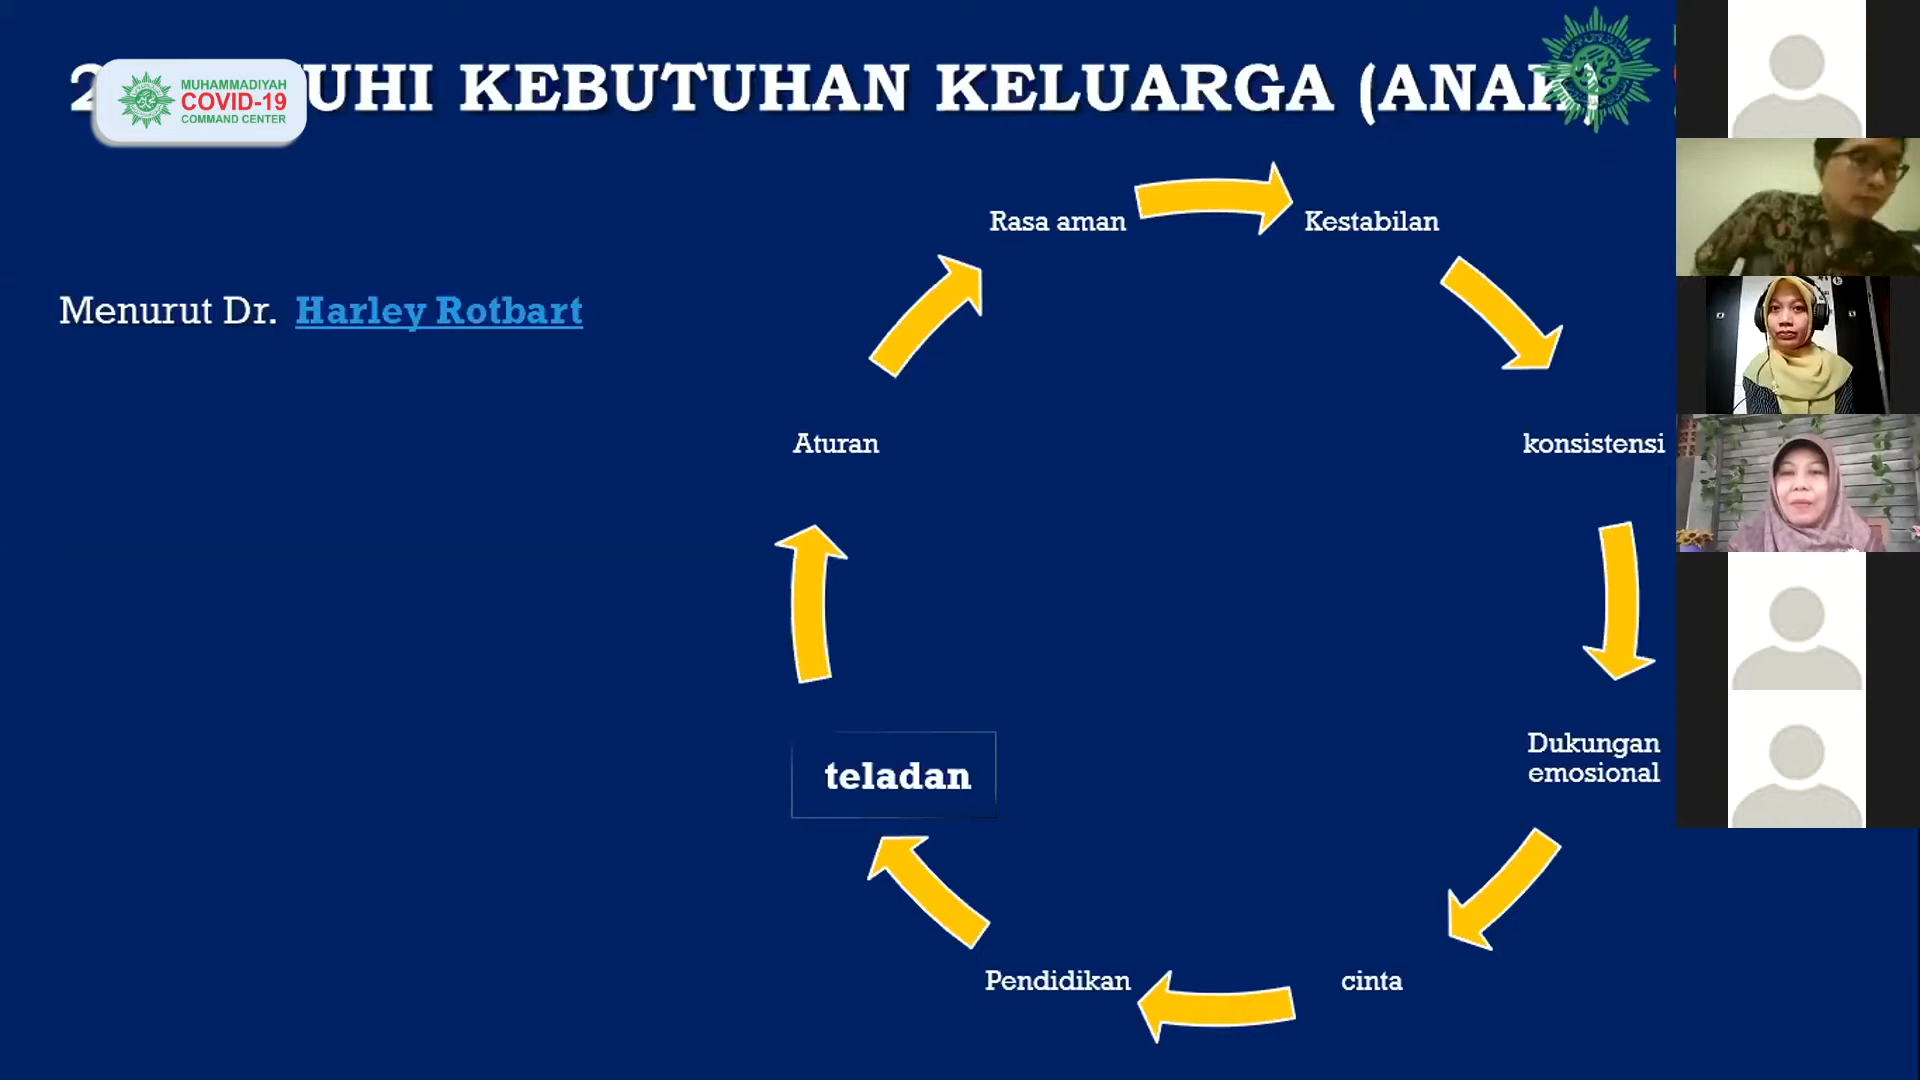 MUHAMMADIYAH
COVID-19
COMMAND CENTER
KEBUTUHAN KELUARGA (ANAK)
Menurut Dr. Harley Rotbart
Rasa aman
Kestabilan
konsistensi
Dukungan
emosional
cinta
Pendidikan
teladan
Aturan